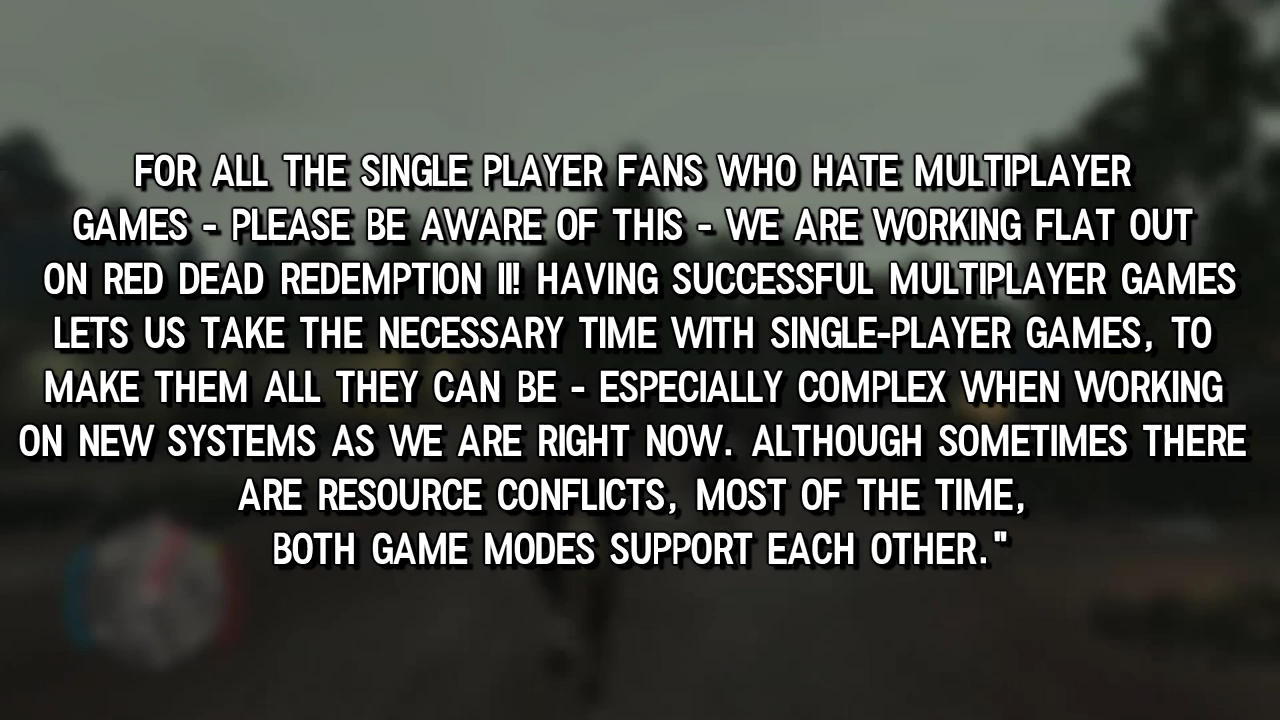 FOR ALL THE SINGLE PLAYER FANS WHO HATE MULTIPLAYER
GAMES - PLEASE BE AWARE OF THIS - WE ARE WORKING FLAT OUT
ON RED DEAD REDEMPTION II! HAVING SUCCESSFUL MULTIPLAYER GAMES
LETS US TAKE THE NECESSARY TIME WITH SINGLE-PLAYER GAMES, TO
MAKE THEM ALL THEY CAN BE - ESPECIALLY COMPLEX WHEN WORKING
ON NEW SYSTEMS AS WE ARE RIGHT NOW. ALTHOUGH SOMETIMES THERE
ARE RESOURCE CONFLICTS, MOST OF THE TIME,
BOTH GAME MODES SUPPORT EACH OTHER."